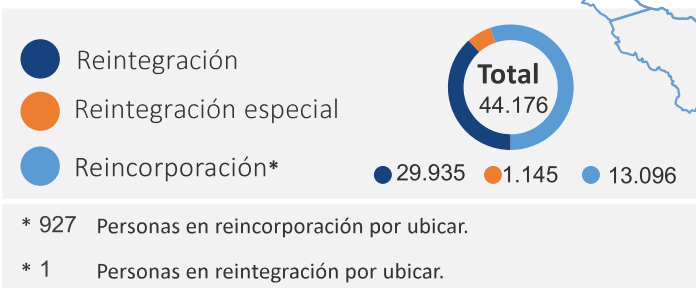 Reintegración
Reintegración especial
Reincorporación*
Total
44.176
29.935 1.145 13.096
* 927 Personas en reincorporación por ubicar.
* 1 Personas en reintegración por ubicar.